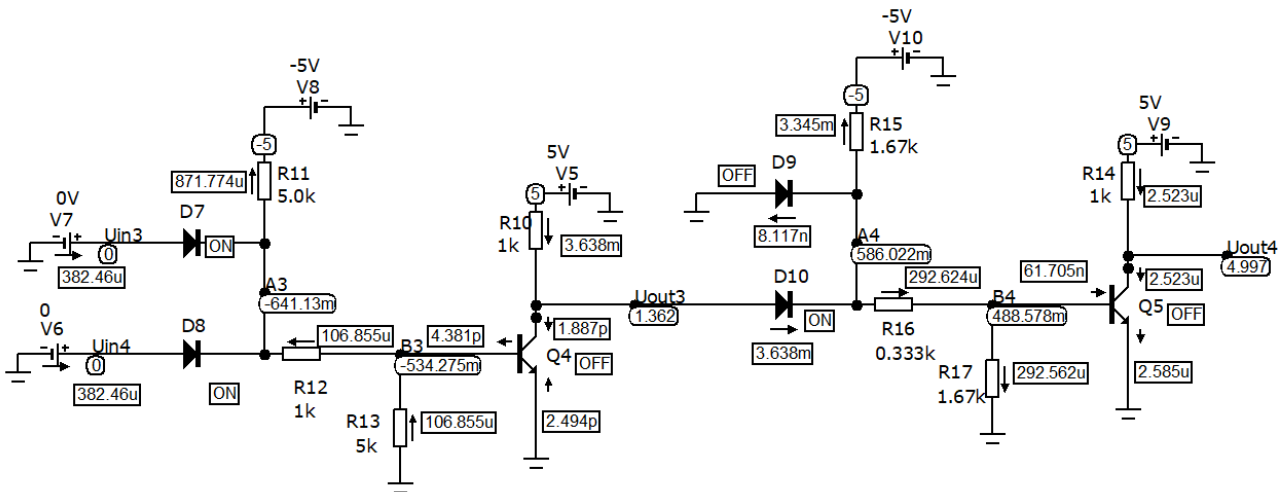 -5V
V10
-5V
V8
-5
-5
5V
V9
5
3.345m
R15
1.67k
R11
5.0k
871.774u
5V
V5
5
D9
OFF
R14
1k
2.523u
0V
V7
D7
R10
1k
Uin3
0
ON
3.638m
8.117n
A4
586.022m
Uout4
4.997
382.46u
A3
-641.13m
D10
292.624u
61.705n
2.523u
0
V6
D8
Uout3
1.362
B4
488.578m
Q5
OFF
Uin4
0
106.855u
B3
-534.275m
4.381p
1.887p
ON
R16
0.333k
Q4
OFF
3.638m
382.46u
ON
R12
1k
R17
1.67k
292.562u
2.585u
R13
5k
106.855u
2.494p